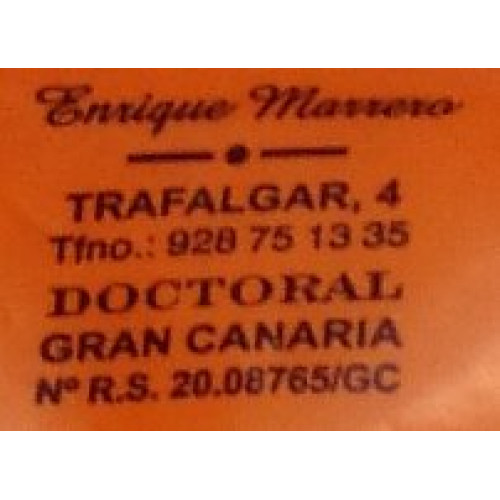 Enrique Marrero
TRAFALGAR, 4
Tfno.: 928 75 13 35
DOCTORAL
GRAN CANARIA
Nº R.S. 20.08765/GC